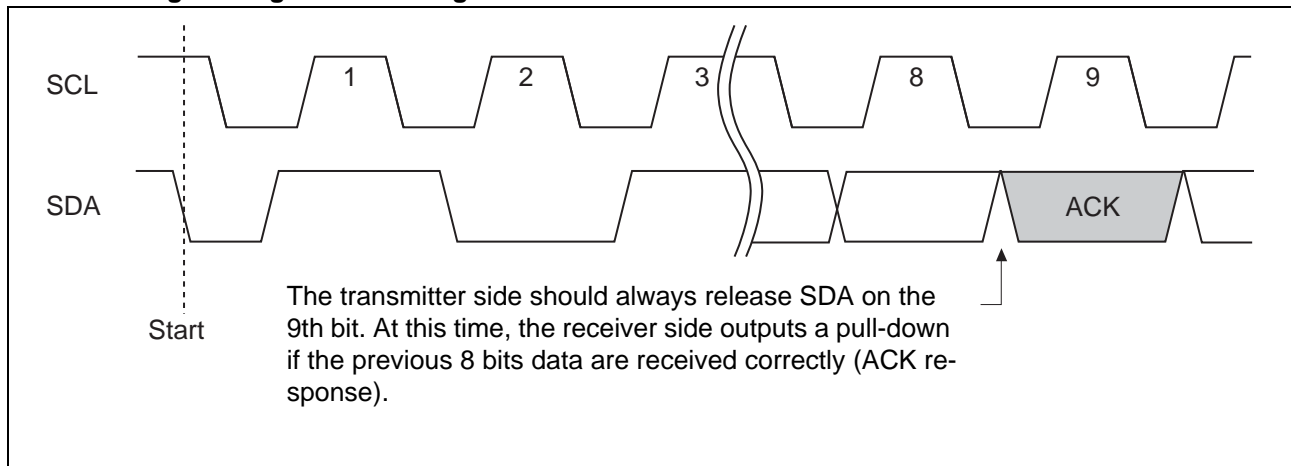 SCL
1
2
3
8
9
SDA
ACK
Start
The transmitter side should always release SDA on the
9th bit. At this time, the receiver side outputs a pull-down
if the previous 8 bits data are received correctly (ACK re-
sponse).